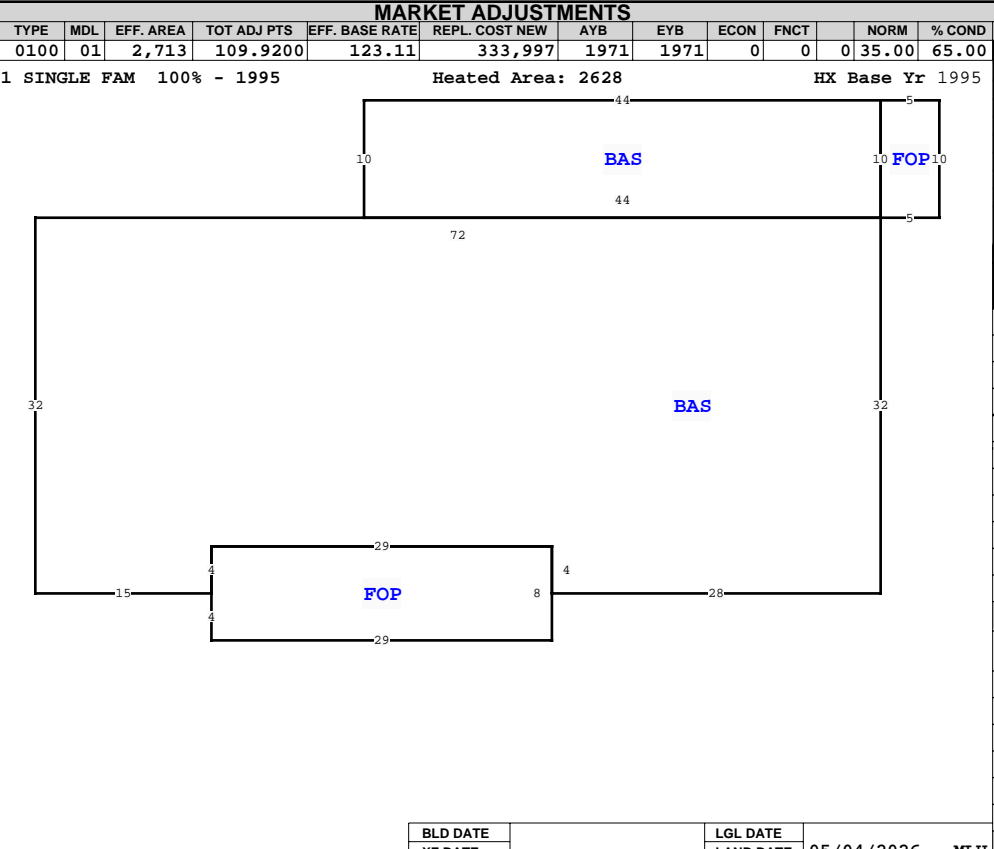 MARKET ADJUSTMENTS
TYPE MDL EFF. AREA TOT ADJ PTS EFF. BASE RATE REPL. COST NEW AYB EYB ECON FNCT NORM % COND
0100 01 2,713 109.9200 123.11 333,997 1971 1971 0 0 0 35.00 65.00
1 SINGLE FAM 100% - 1995 Heated Area: 2628 HX Base Yr 1995
44 5
10 BAS 10 FOP 10
44
5
72
32 BAS 32
29
4 4
15 FOP 8 28
4
29
BLD DATE LGL DATE